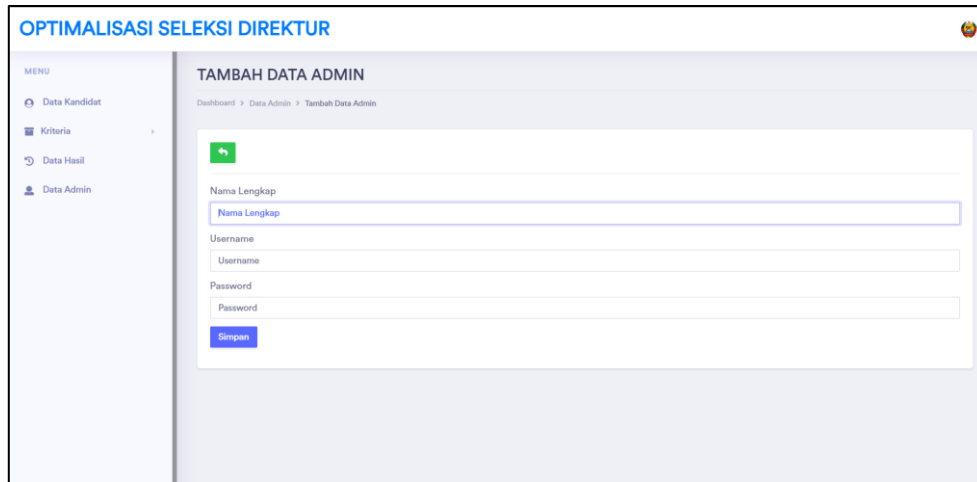 OPTIMALISASI SELEKSI DIREKTUR
MENU
Data Kandidat
Kriteria
Data Hasil
Data Admin
TAMBAH DATA ADMIN
Dashboard > Data Admin > Tambah Data Admin
Nama Lengkap
Nama Lengkap
Username
Username
Password
Password
Simpan